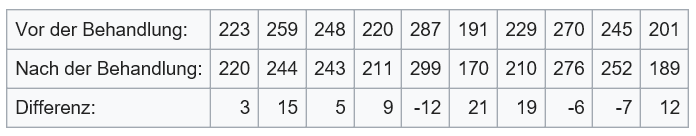 Vor der Behandlung: 223 259 248 220 287 191 229 270 245 201
Nach der Behandlung: 220 244 243 211 299 170 210 276 252 189
Differenz: 3 15 5 9 -12 21 19 -6 -7 12